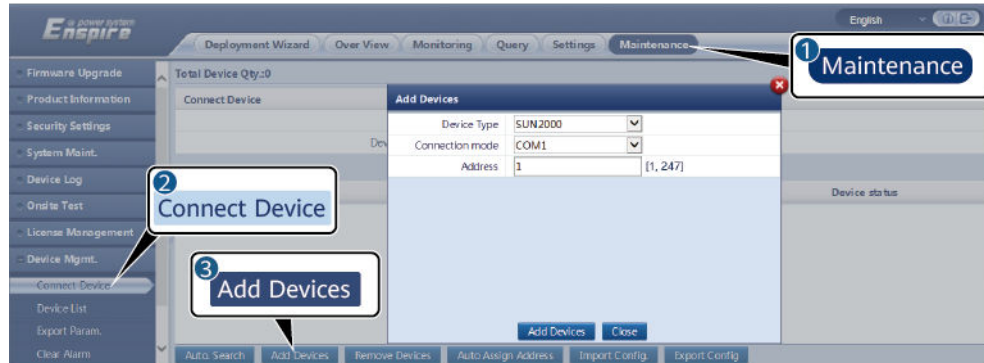 a power system
Enspire
English
Deployment Wizard Over View Monitoring Query Settings Maintenance
1
Maintenance
Firmware Upgrade
Product Information
Security Settings
System Maint.
Device Log
Onsite Test
License Management
Device Mgmt.
Connect Device
Device List
Export Param.
Clear Alarm
Total Device Qty.:0
Connect Device
Dev
Device status
Add Devices
Device Type SUN2000
Connection mode COM1
Address 1 [1, 247]
Add Devices Close
2
Connect Device
3
Add Devices
Auto. Search Add Devices Remove Devices Auto Assign Address Import Config. Export Config